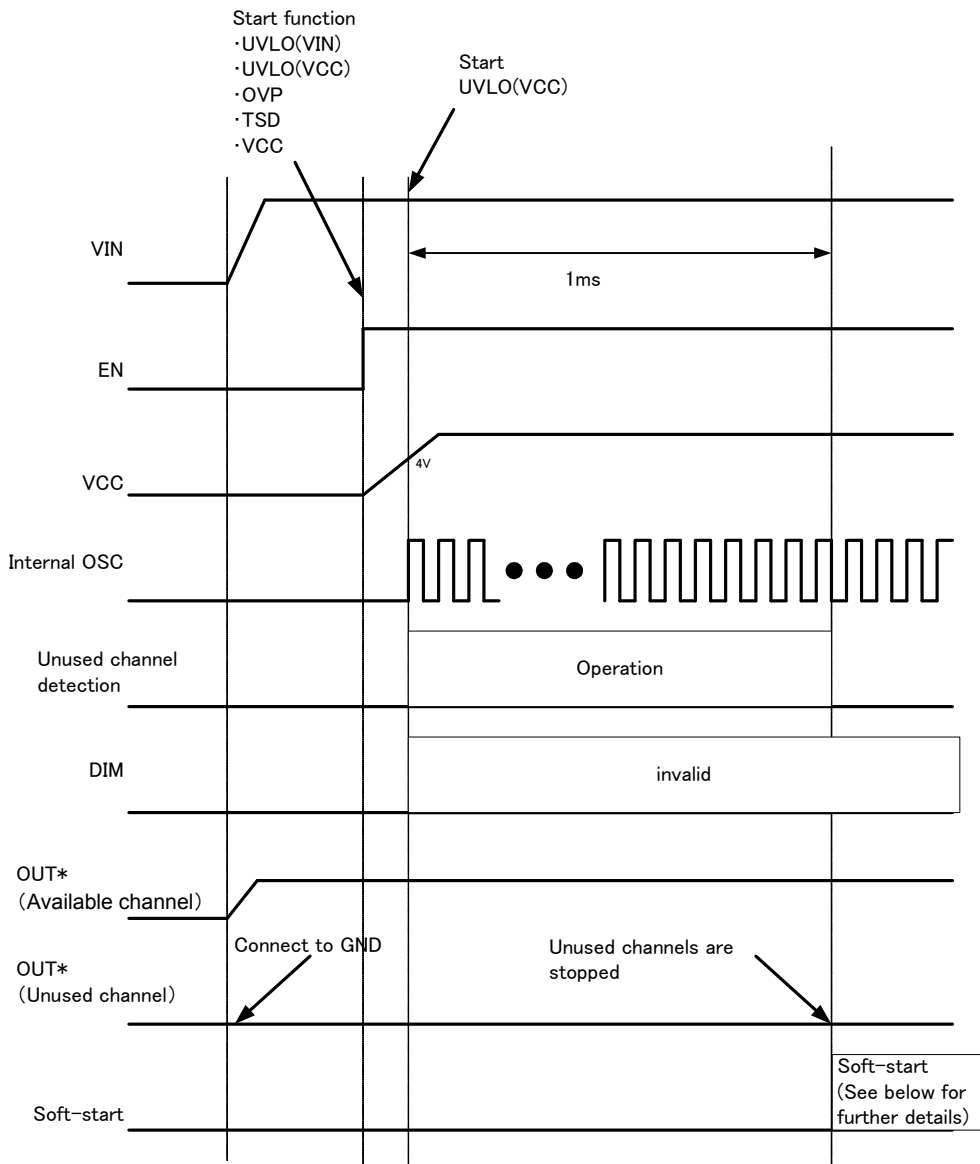 Start function
・UVLO(VIN)
・UVLO(VCC)
・OVP
・TSD
・VCC
Start
UVLO(VCC)
VIN
1ms
EN
4V
VCC
Internal OSC
Unused channel
detection
Operation
DIM
invalid
OUT*
(Available channel)
Connect to GND
Unused channels are
stopped
OUT*
(Unused channel)
Soft-start
(See below for
further details)
Soft-start